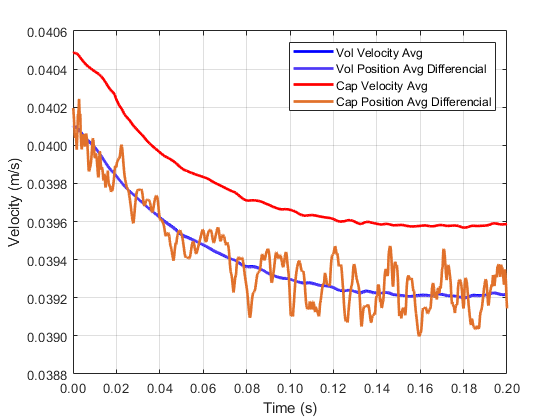 0.0406
0.0404
0.0402
0.0400
0.0398
0.0396
0.0394
0.0392
0.0390
0.0388
Velocity (m/s)
Vol Velocity Avg
Vol Position Avg Differencial
Cap Velocity Avg
Cap Position Avg Differencial
0.00 0.02 0.04 0.06 0.08 0.10 0.12 0.14 0.16 0.18 0.20
Time (s)